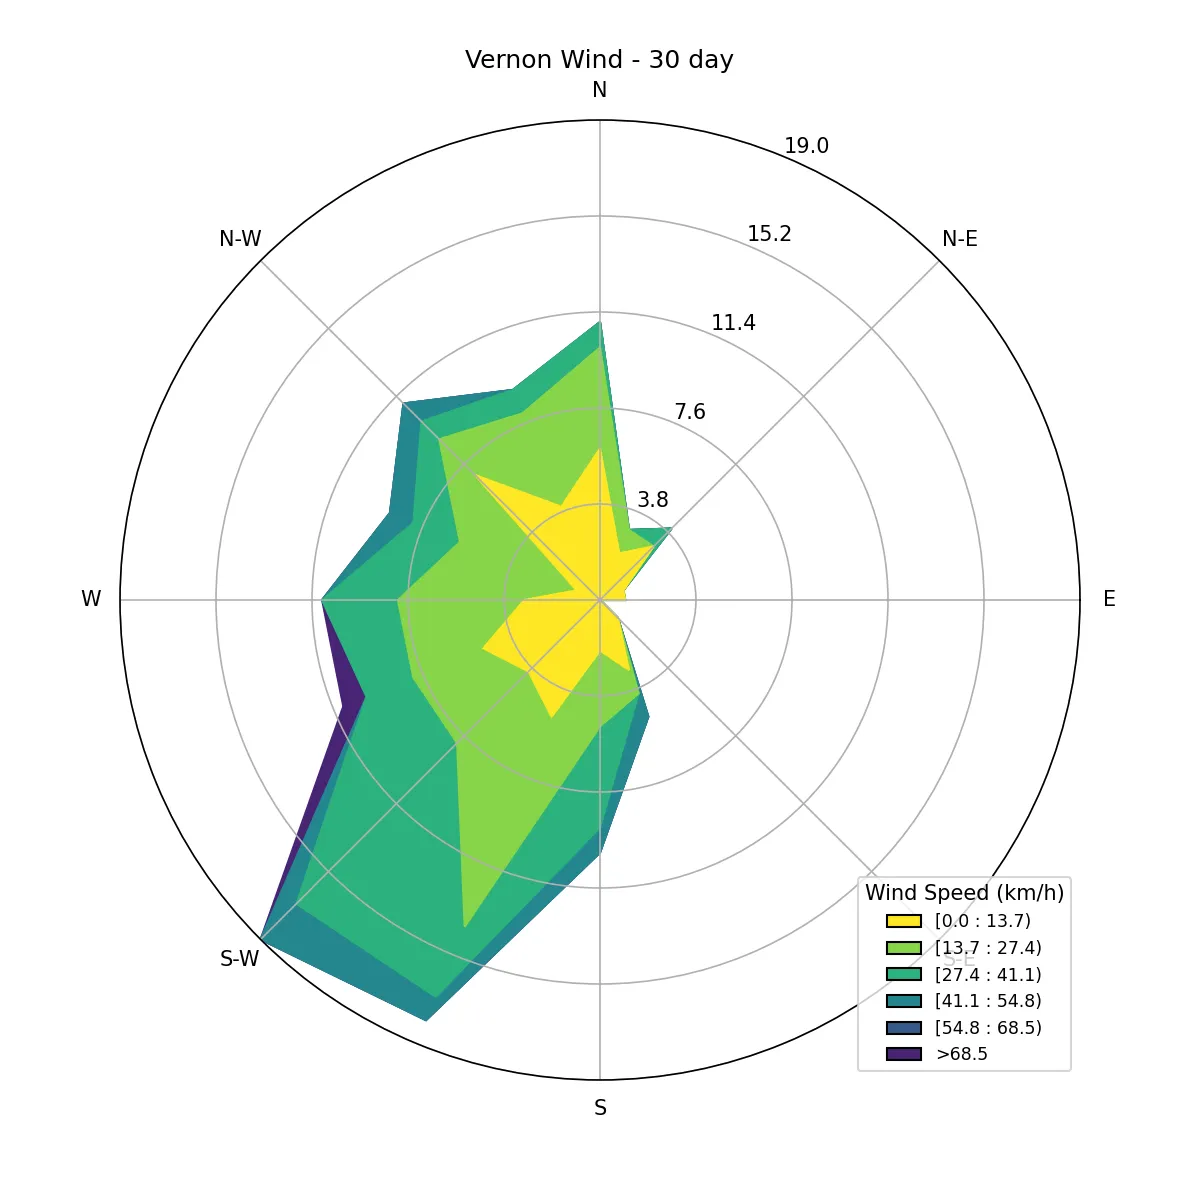 Vernon Wind - 30 day
N
19.0
15.2
N-W
N-E
11.4
7.6
3.8
W
E
S-W
S-E
S
Wind Speed (km/h)
[0.0 : 13.7)
[13.7 : 27.4)
[27.4 : 41.1)
[41.1 : 54.8)
[54.8 : 68.5)
>68.5